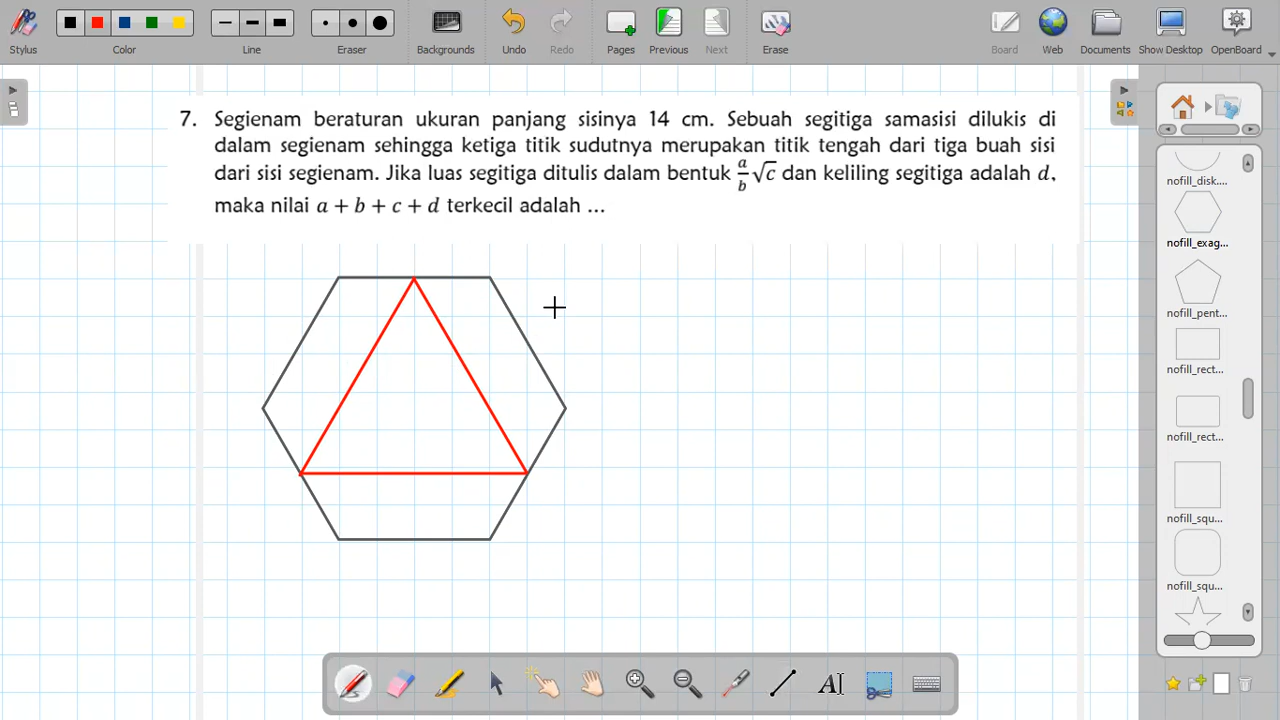 Stylus
Color
Line
Eraser
Backgrounds
Undo
Redo
Pages
Previous
Next
Erase
Board
Web
Documents
Show Desktop
OpenBoard
7. Segienam beraturan ukuran panjang sisinya 14 cm. Sebuah segitiga samasisi dilukis di
dalam segienam sehingga ketiga titik sudutnya merupakan titik tengah dari tiga buah sisi
dari sisi segienam. Jika luas segitiga ditulis dalam bentuk a/b √c dan keliling segitiga adalah d,
maka nilai a + b + c + d terkecil adalah ...
nofill_disk...
nofill_exag...
nofill_pent...
nofill_rect...
nofill_rect...
nofill_squ...
nofill_squ...